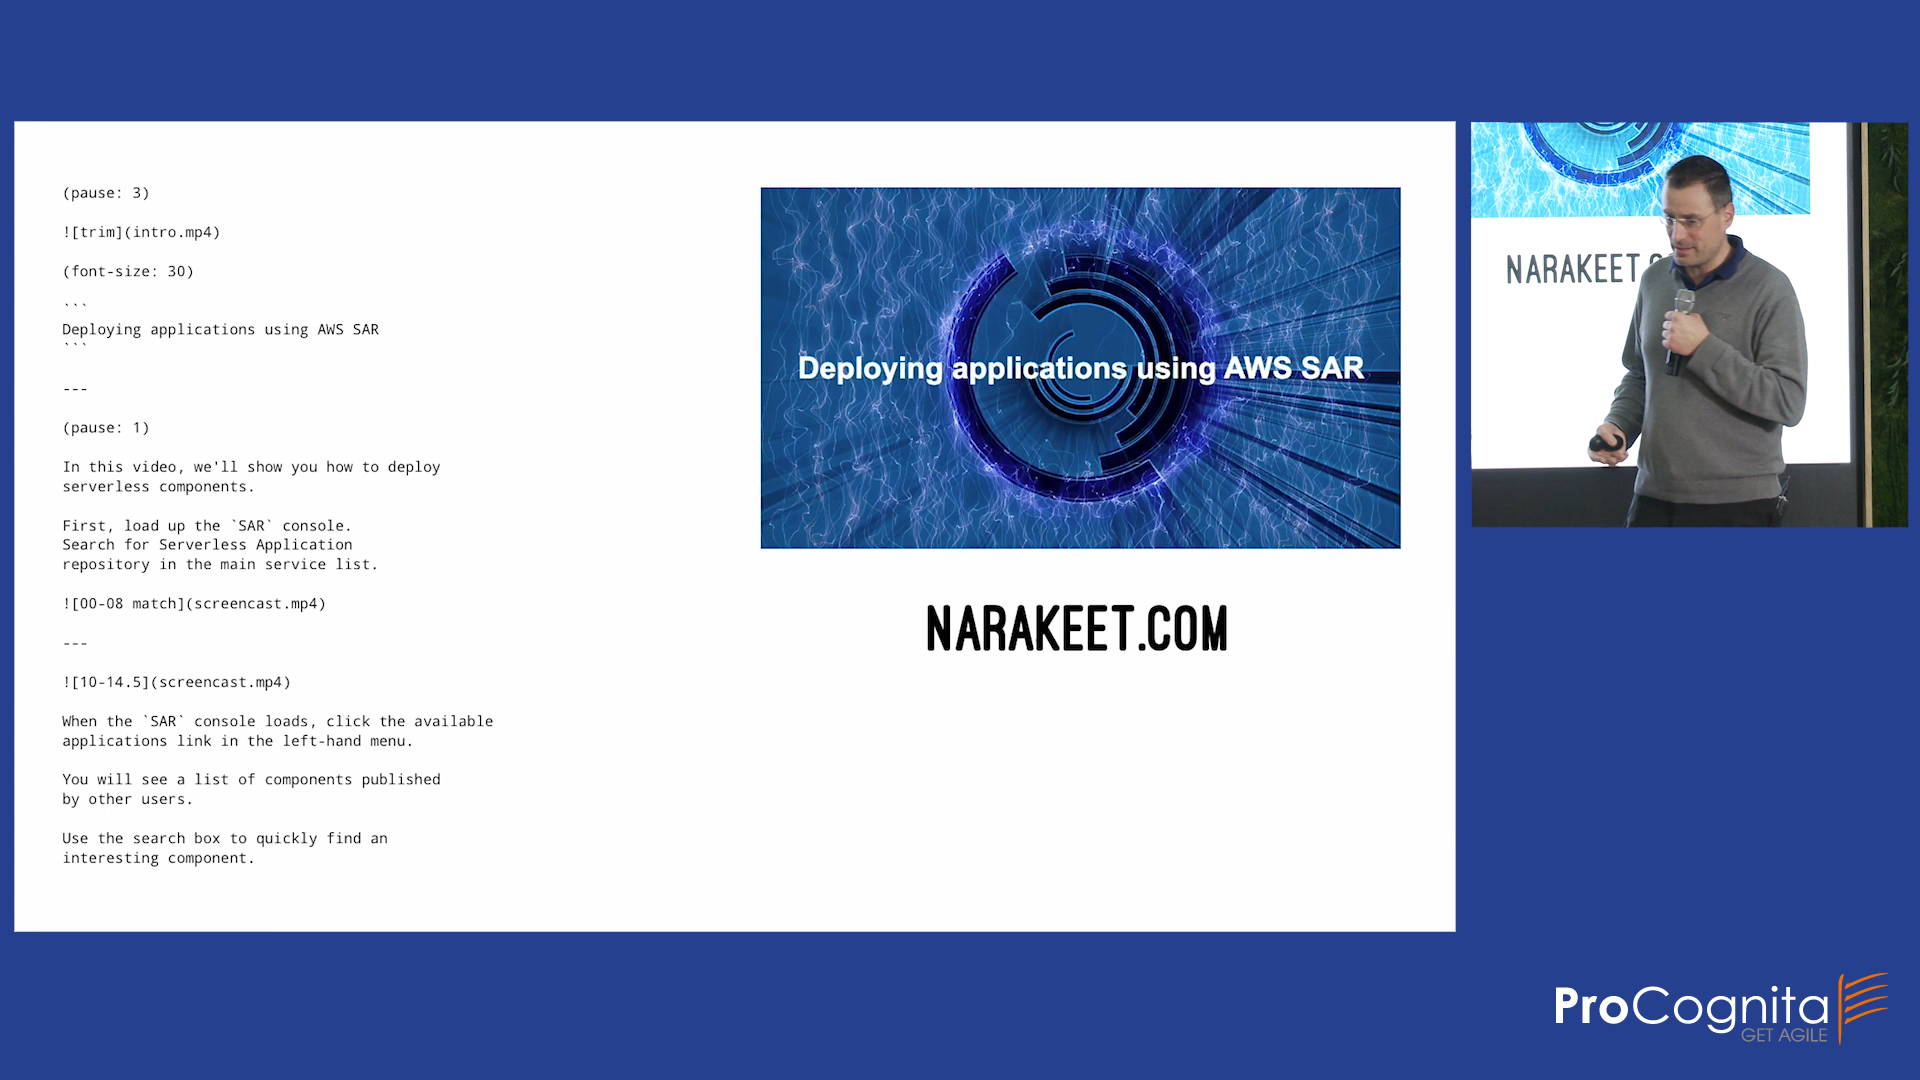 (pause: 3)
![trim](intro.mp4)
(font-size: 30)
```
Deploying applications using AWS SAR
```
---
(pause: 1)
In this video, we'll show you how to deploy
serverless components.
First, load up the `SAR` console.
Search for Serverless Application
repository in the main service list.
![00-08 match](screencast.mp4)
---
![10-14.5](screencast.mp4)
When the `SAR` console loads, click the available
applications link in the left-hand menu.
You will see a list of components published
by other users.
Use the search box to quickly find an
interesting component.
Deploying applications using AWS SAR
NARAKEET.COM
NARAKEET
ProCognita
GET AGILE